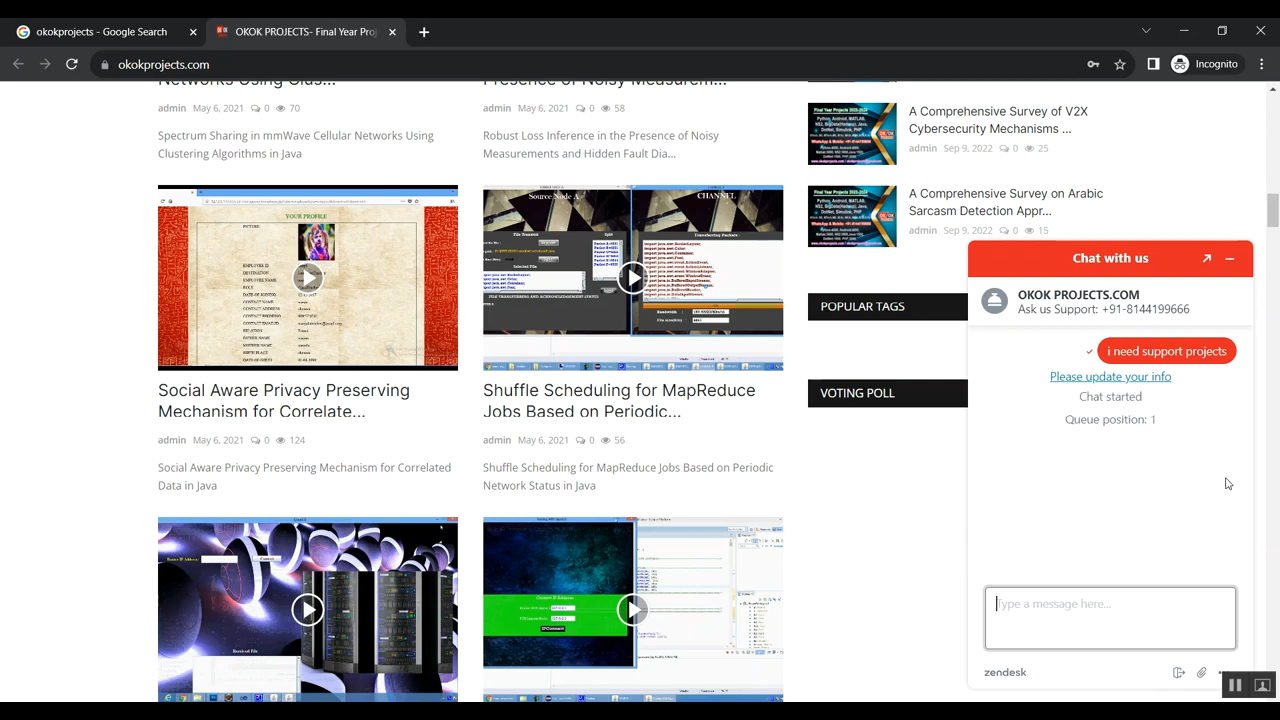 okokprojects - Google Search
OKOK PROJECTS- Final Year Proj
okokprojects.com
Incognito
Networks Using Clus...
admin May 6, 2021 0 70
Spectrum Sharing in mmWave Cellular Networks Using
Clustering Algorithms in Java
Presence of Noisy Measurem...
admin May 6, 2021 0 58
Robust Loss Inference in the Presence of Noisy
Measurements and Hidden Fault Dia...
YOUR PROFILE
Social Aware Privacy Preserving
Mechanism for Correlate...
admin May 6, 2021 0 124
Social Aware Privacy Preserving Mechanism for Correlated
Data in Java
Source Node A
CHANNEL
Shuffle Scheduling for MapReduce
Jobs Based on Periodic...
admin May 6, 2021 0 56
Shuffle Scheduling for MapReduce Jobs Based on Periodic
Network Status in Java
A Comprehensive Survey of V2X
Cybersecurity Mechanisms ...
admin Sep 9, 2022 0 25
A Comprehensive Survey on Arabic
Sarcasm Detection Appr...
admin Sep 9, 2022 0 15
POPULAR TAGS
VOTING POLL
Chat with us
OKOK PROJECTS.COM
Ask us Support : +91- 8144199666
i need support projects
Please update your info
Chat started
Queue position: 1
Type a message here...
zendesk